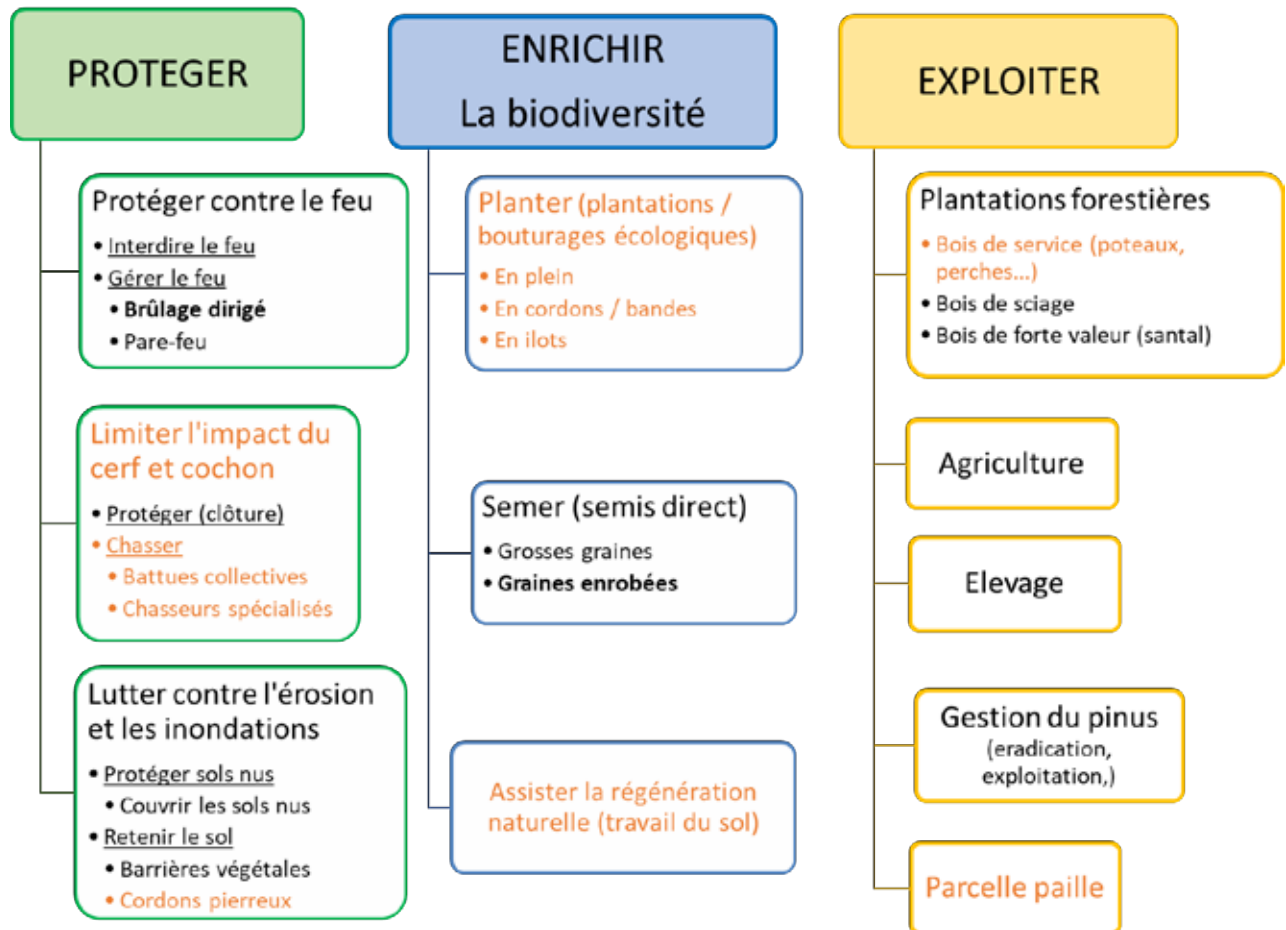 PROTEGER
Protéger contre le feu
• Interdire le feu
• Gérer le feu
• Brûlage dirigé
• Pare-feu
Limiter l'impact du
cerf et cochon
• Protéger (clôture)
• Chasser
• Battues collectives
• Chasseurs spécialisés
Lutter contre l'érosion
et les inondations
• Protéger sols nus
• Couvrir les sols nus
• Retenir le sol
• Barrières végétales
• Cordons pierreux
ENRICHIR
La biodiversité
Planter (plantations /
bouturages écologiques)
• En plein
• En cordons / bandes
• En ilots
Semer (semis direct)
• Grosses graines
• Graines enrobées
Assister la régénération
naturelle (travail du sol)
EXPLOITER
Plantations forestières
• Bois de service (poteaux,
perches...)
• Bois de sciage
• Bois de forte valeur (santal)
Agriculture
Elevage
Gestion du pinus
(eradication,
exploitation,)
Parcelle paille